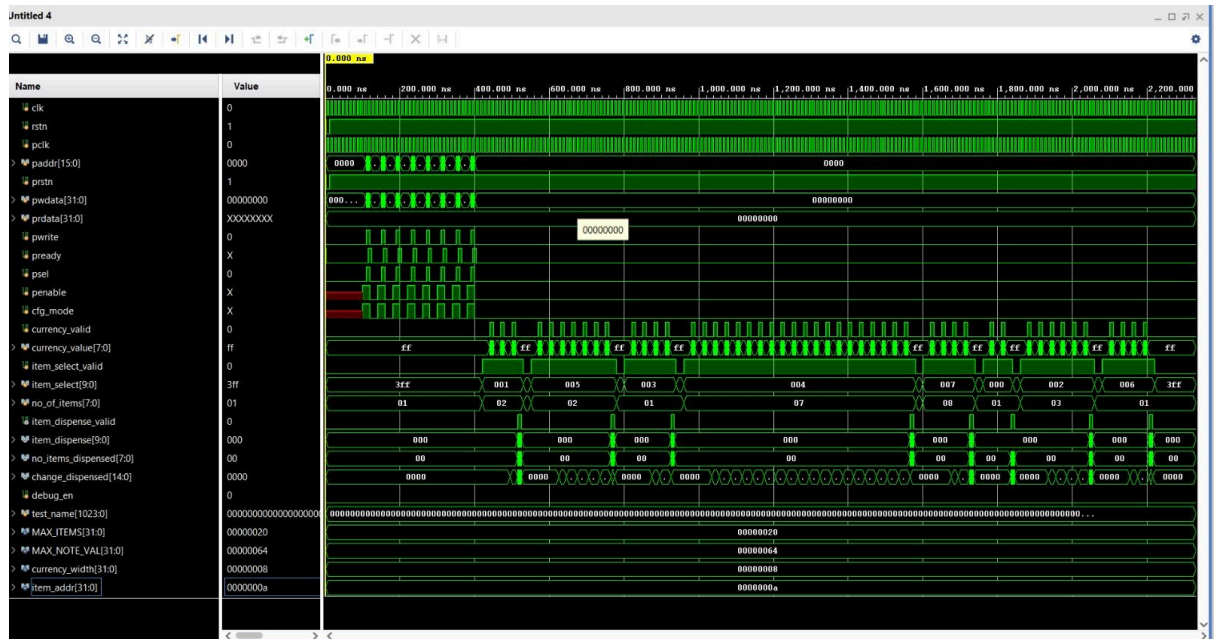 Untitled 4
0.000 ns
Name Value
0.000 ns 200.000 ns 400.000 ns 600.000 ns 800.000 ns 1,000.000 ns 1,200.000 ns 1,400.000 ns 1,600.000 ns 1,800.000 ns 2,000.000 ns 2,200.000
clk 0
rstn 1
pclk 0
paddr[15:0] 0000 0000 0000
prstn 1
pwdata[31:0] 00000000 000... 00000000
prdata[31:0] XXXXXXXX 00000000
00000000
pwrite 0
pready X
psel 0
penable X
cfg_mode X
currency_valid 0
currency_value[7:0] ff ff ff ff ff ff ff ff ff ff
item_select_valid 0
item_select[9:0] 3ff 3ff 001 005 003 004 007 000 002 006 3ff
no_of_items[7:0] 01 01 02 02 01 07 08 01 03 01
item_dispense_valid 0
item_dispense[9:0] 000 000 000 000 000 000 000 000 000
no_items_dispensed[7:0] 00 00 00 00 00 00 00 00 00 00
change_dispensed[14:0] 0000 0000 0000 0000 0000 0000 0000 0000 0000 0000
debug_en 0
test_name[1023:0]
MAX_ITEMS[31:0] 00000020 00000020
MAX_NOTE_VAL[31:0] 00000064 00000064
currency_width[31:0] 00000008 00000008
item_addr[31:0] 0000000a 0000000a